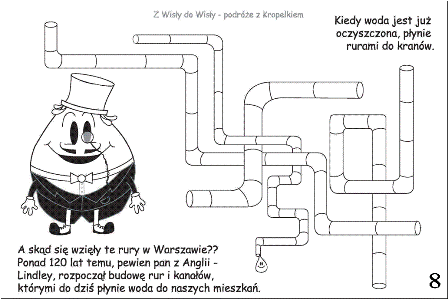 Z Wisły do Wisły - podróże z Kropelkiem
Kiedy woda jest już
oczyszczona, płynie
rurami do kranów.
A skąd się wzięły te rury w Warszawie??
Ponad 120 lat temu, pewien pan z Anglii -
Lindley, rozpoczął budowę rur i kanałów,
którymi do dziś płynie woda do naszych mieszkań.
8